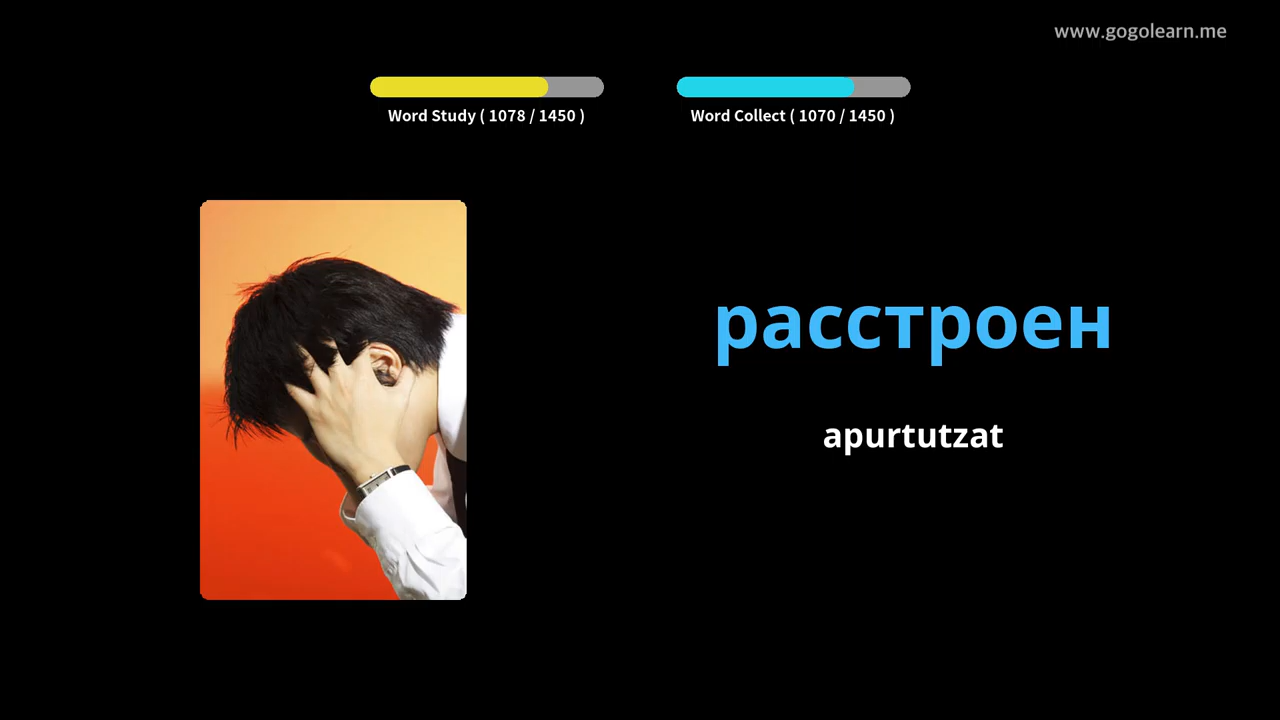 www.gogolearn.me
Word Study ( 1078 / 1450 )
Word Collect ( 1070 / 1450 )
расстроен
apurtutzat